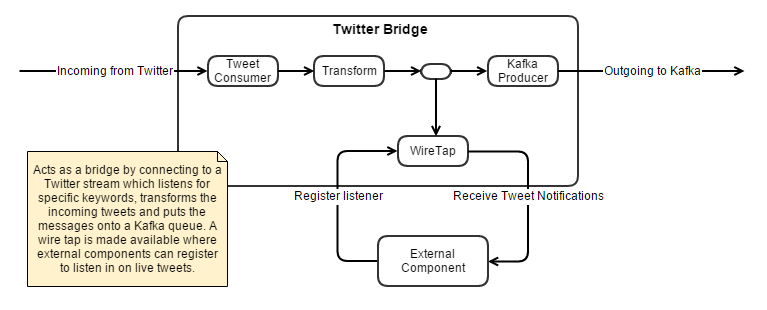 Twitter Bridge
Incoming from Twitter
Tweet
Consumer
Transform
Kafka
Producer
Outgoing to Kafka
WireTap
Register listener
Receive Tweet Notifications
External
Component
Acts as a bridge by connecting to a
Twitter stream which listens for
specific keywords, transforms the
incoming tweets and puts the
messages onto a Kafka queue. A
wire tap is made available where
external components can register
to listen in on live tweets.